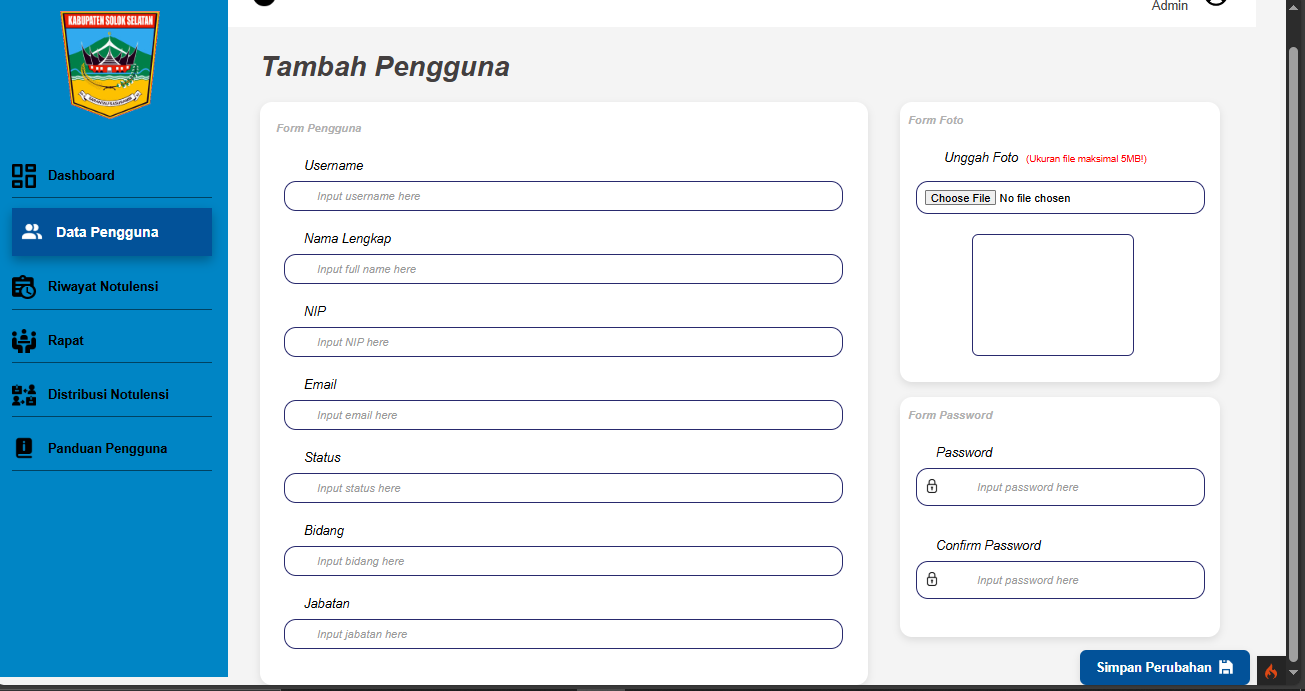 KABUPATEN SOLOK SELATAN
Admin
Dashboard
Data Pengguna
Riwayat Notulensi
Rapat
Distribusi Notulensi
Panduan Pengguna
Tambah Pengguna
Form Pengguna
Username
Input username here
Nama Lengkap
Input full name here
NIP
Input NIP here
Email
Input email here
Status
Input status here
Bidang
Input bidang here
Jabatan
Input jabatan here
Form Foto
Unggah Foto (Ukuran file maksimal 5MB!)
Choose File No file chosen
Form Password
Password
Input password here
Confirm Password
Input password here
Simpan Perubahan